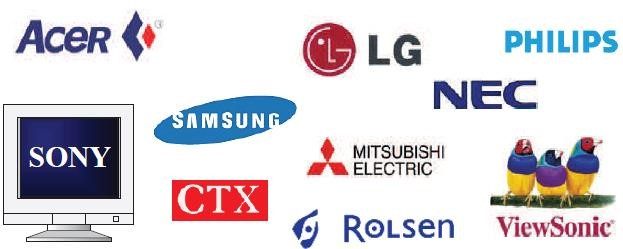 Acer ®
LG
PHILIPS
NEC
SONY
SAMSUNG
CTX
MITSUBISHI
ELECTRIC
ROLSEN
ViewSonic®